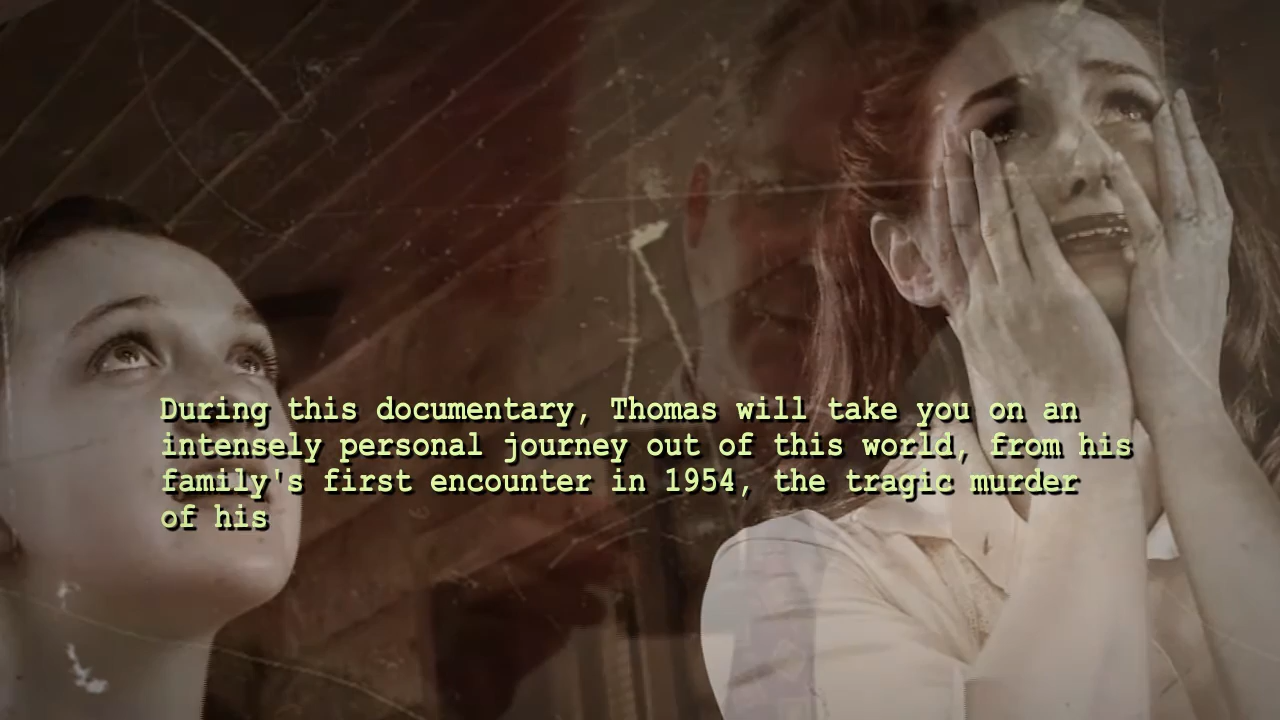 During this documentary, Thomas will take you on an
intensely personal journey out of this world, from his
family's first encounter in 1954, the tragic murder
of his